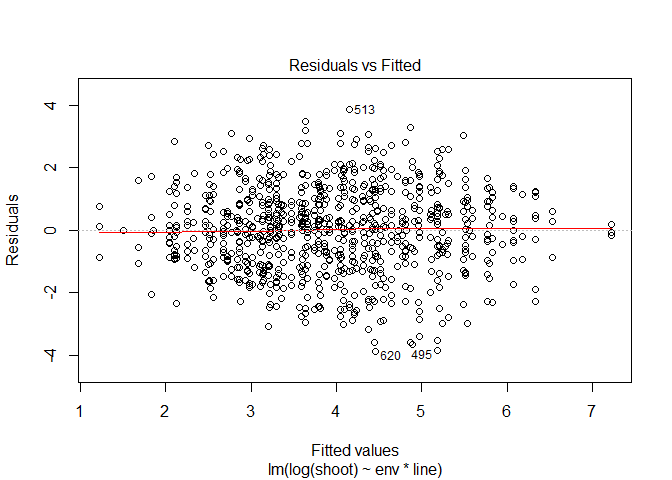 Residuals vs Fitted
Residuals
4
2
0
-2
-4
513
620
495
1 2 3 4 5 6 7
Fitted values
lm(log(shoot) ~ env * line)